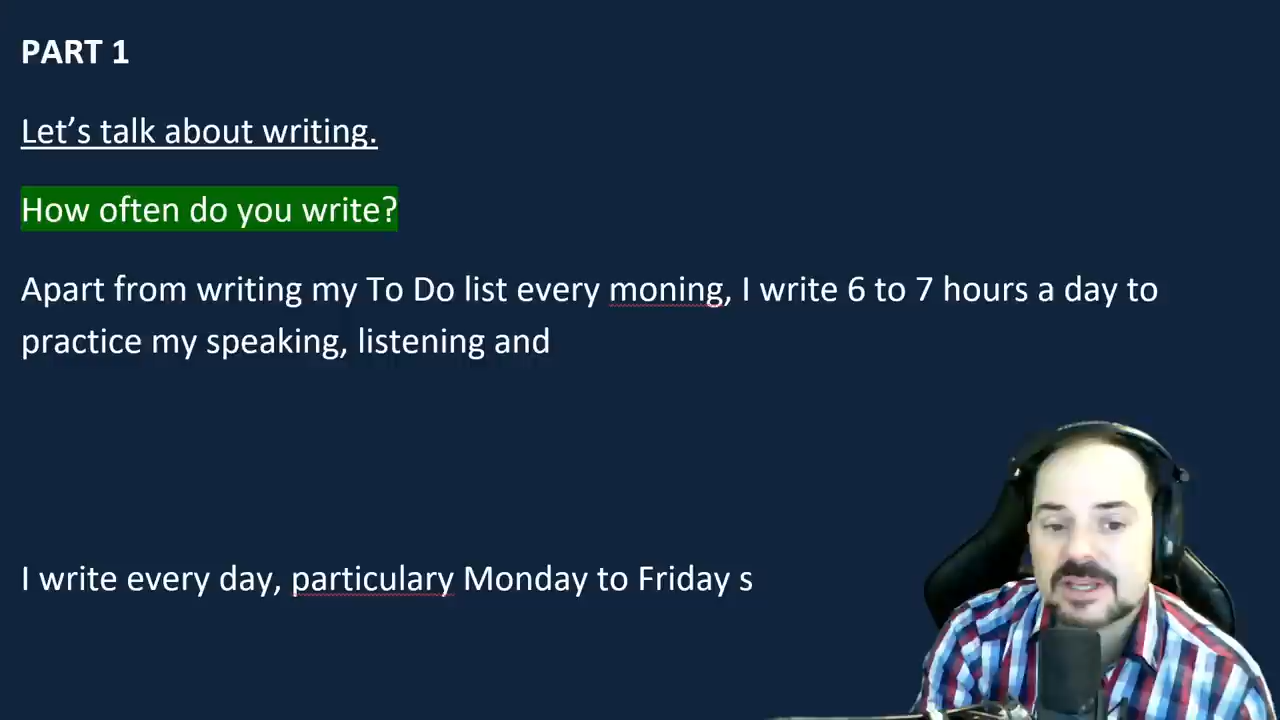 PART 1
Let’s talk about writing.
How often do you write?
Apart from writing my To Do list every moning, I write 6 to 7 hours a day to
practice my speaking, listening and
I write every day, particulary Monday to Friday s